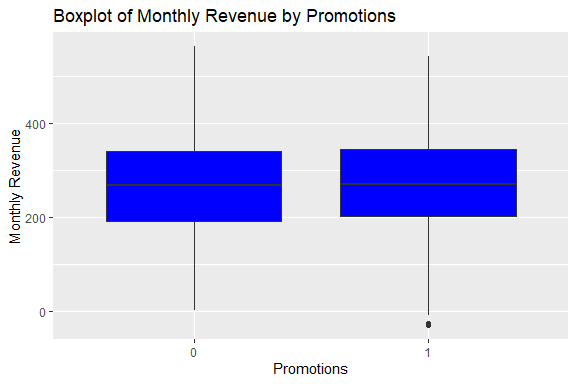 Boxplot of Monthly Revenue by Promotions
Monthly Revenue
400
200
0
0 1
Promotions